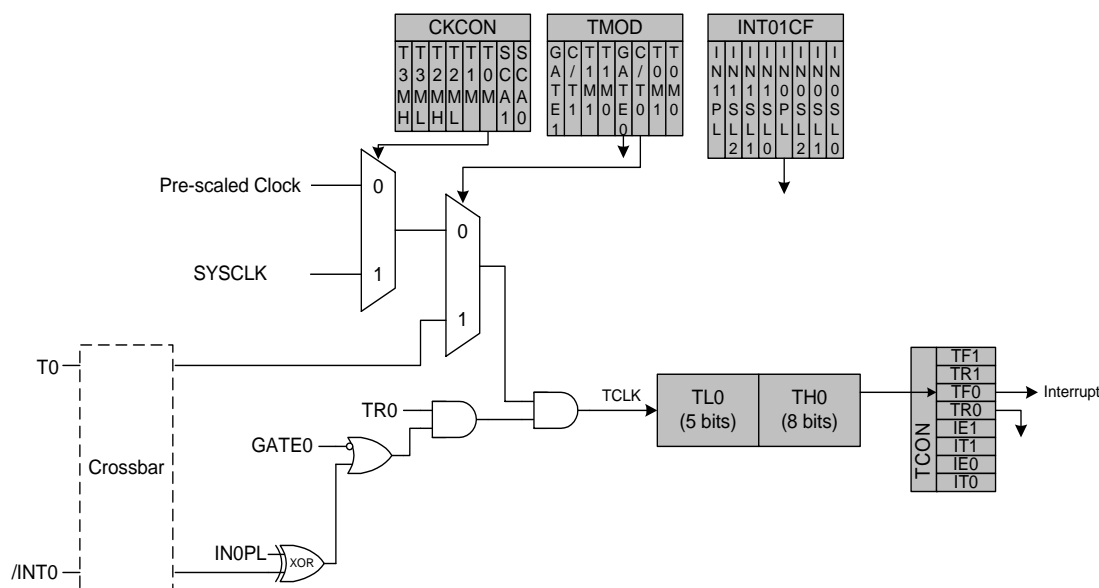 CKCON
T3MH
T3ML
T2MH
T2ML
T1M
T0M
SCA1
SCA0
TMOD
GATE1
C/T1
T1M1
T1M0
GATE0
C/T0
T0M1
T0M0
INT01CF
IN1PL
IN1SL2
IN1SL1
IN1SL0
IN0PL
IN0SL2
IN0SL1
IN0SL0
Pre-scaled Clock
0
SYSCLK
1
0
1
T0
Crossbar
/INT0
TR0
GATE0
IN0PL
XOR
TCLK
TL0
(5 bits)
TH0
(8 bits)
TCON
TF1
TR1
TF0
TR0
IE1
IT1
IE0
IT0
Interrupt